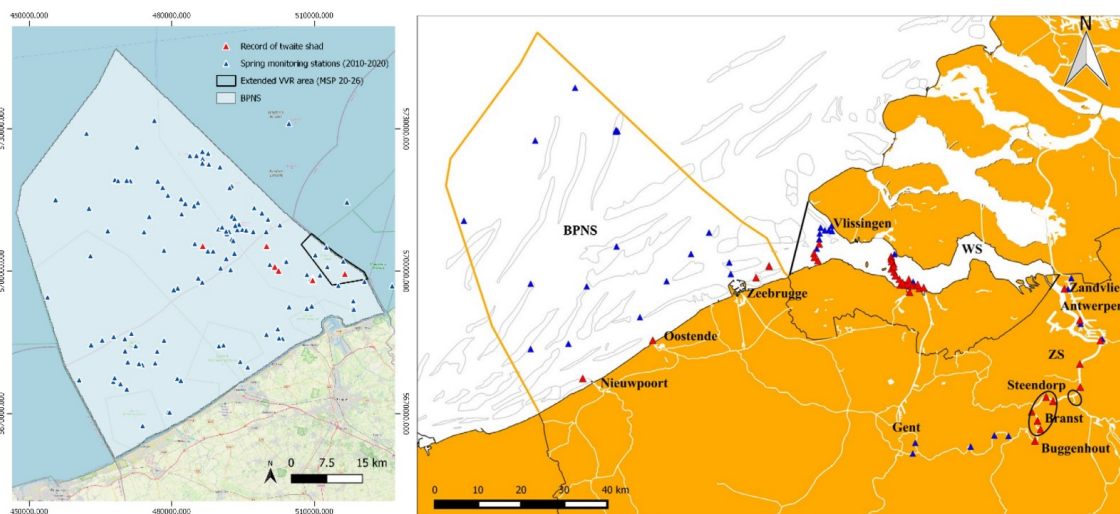 490000.000 480000.000 510000.000
Record of twaite shad
Spring monitoring stations (2010-2020)
Extended VVR area (MSP 20-26)
BPNS
5730000.000
5700000.000
5670000.000
N
0 7.5 15 km
450000.000 480000.000 510000.000
N
BPNS
Vlissingen
WS
Zeebrugge
Zandvlie
Antwerpen
Oostende
ZS
Nieuwpoort
Steendorp
Branst
Gent
Buggenhout
0 10 20 30 40 km